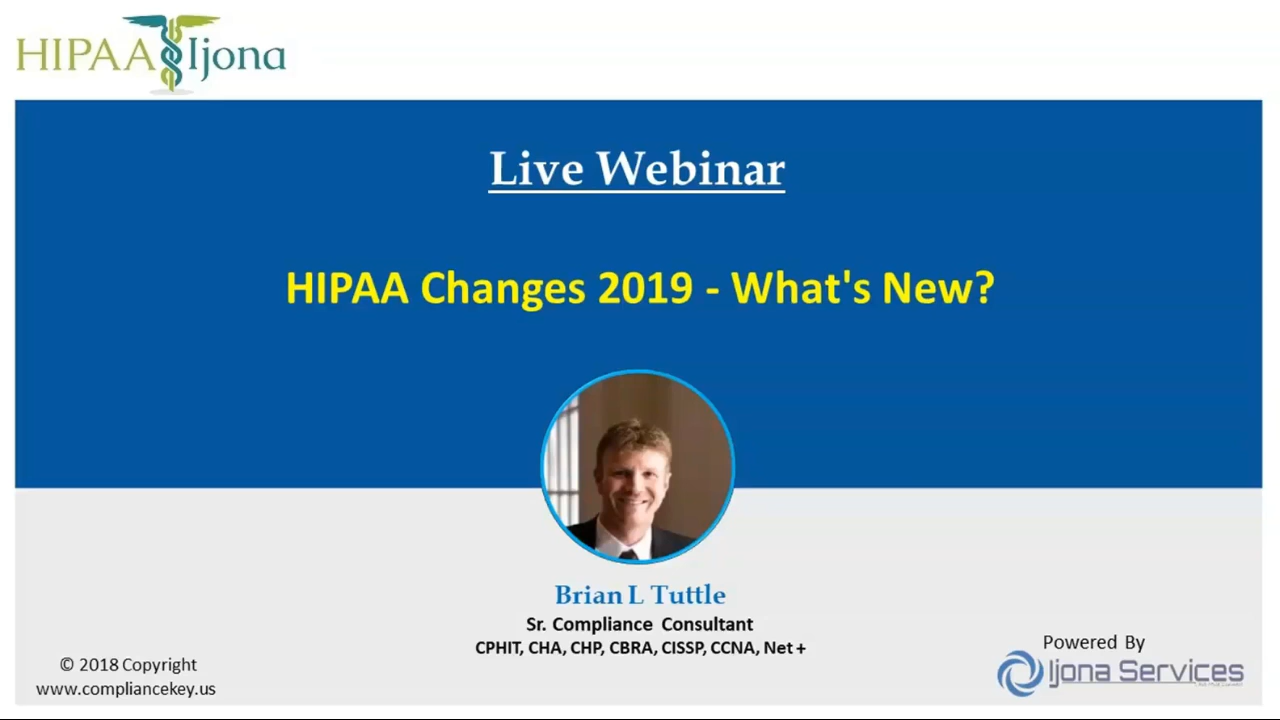 HIPAA Ijona
Live Webinar
HIPAA Changes 2019 - What's New?
Brian L Tuttle
Sr. Compliance Consultant
CPHIT, CHA, CHP, CBRA, CISSP, CCNA, Net +
© 2018 Copyright
www.compliancekey.us
Powered By
Ijona Services